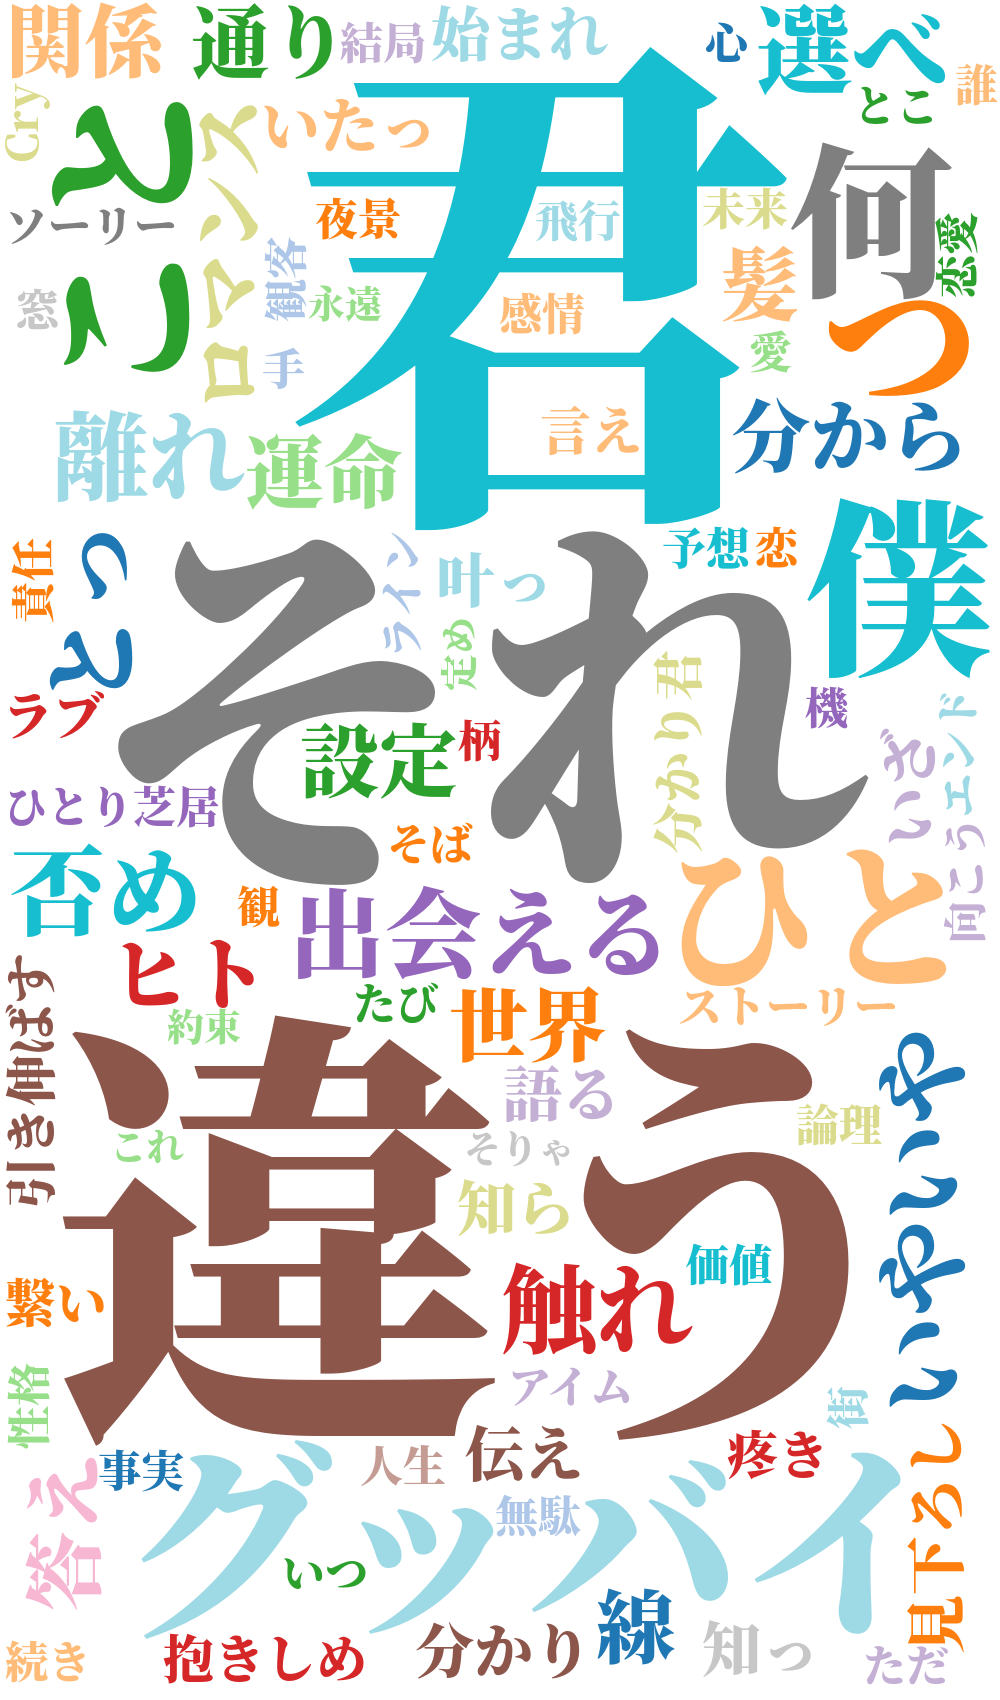 関係
通り
結局
始まれ
心
選べ
誰
Cry
とこ
いたっ
ロマンス
君
何
ソーリー
夜景
飛行
未来
恋愛
観客
髪
窓
永遠
感情
つ
愛
手
離れ
運命
言え
分から
責任
ライン
叶っ
予想
恋
僕
それ
定め
分かり君
機
ラブ
設定
柄
いざ
エンド
ひとり芝居
そば
向こう
否め
観
出会える
ひと
ヒト
引き伸ばす
約束
たび
世界
ストーリー
違う
語る
いやいやいや
これ
そりゃ
論理
知ら
繋い
触れ
価値
性格
アイム
街
答え
事実
人生
伝え
疼き
見下ろし
グッバイ
無駄
いつ
続き
抱きしめ
分かり
線
知っ
ただ